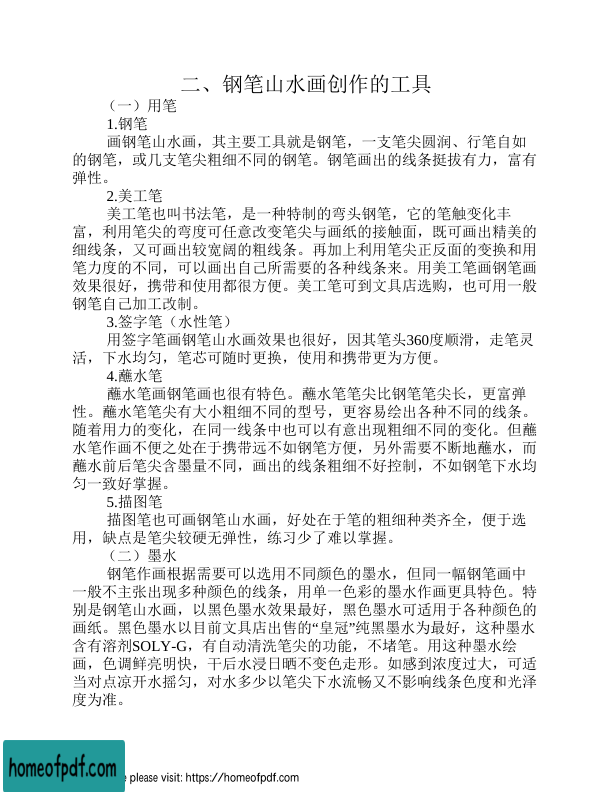 二、钢笔山水画创作的工具
（一）用笔
1.钢笔
画钢笔山水画，其主要工具就是钢笔，一支笔尖圆润、行笔自如
的钢笔，或几支笔尖粗细不同的钢笔。钢笔画出的线条挺拔有力，富有
弹性。
2.美工笔
美工笔也叫书法笔，是一种特制的弯头钢笔，它的笔触变化丰
富，利用笔尖的弯度可任意改变笔尖与画纸的接触面，既可画出精美的
细线条，又可画出较宽阔的粗线条。再加上利用笔尖正反面的变换和用
笔力度的不同，可以画出自己所需要的各种线条来。用美工笔画钢笔画
效果很好，携带和使用都很方便。美工笔可到文具店选购，也可用一般
钢笔自己加工改制。
3.签字笔（水性笔）
用签字笔画钢笔山水画效果也很好，因其笔头360度顺滑，走笔灵
活，下水均匀，笔芯可随时更换，使用和携带更为方便。
4.蘸水笔
蘸水笔画钢笔画也很有特色。蘸水笔笔尖比钢笔笔尖长，更富弹
性。蘸水笔笔尖有大小粗细不同的型号，更容易绘出各种不同的线条。
随着用力的变化，在同一线条中也可以有意出现粗细不同的变化。但蘸
水笔作画不便之处在于携带远不如钢笔方便，另外需要不断地蘸水，而
蘸水前后笔尖含墨量不同，画出的线条粗细不好控制，不如钢笔下水均
匀一致好掌握。
5.描图笔
描图笔也可画钢笔山水画，好处在于笔的粗细种类齐全，便于选
用，缺点是笔尖较硬无弹性，练习少了难以掌握。
（二）墨水
钢笔作画根据需要可以选用不同颜色的墨水，但同一幅钢笔画中
一般不主张出现多种颜色的线条，用单一色彩的墨水作画更具特色。特
别是钢笔山水画，以黑色墨水效果最好，黑色墨水可适用于各种颜色的
画纸。黑色墨水以目前文具店出售的“皇冠”纯黑墨水为最好，这种墨水
含有溶剂SOLY-G，有自动清洗笔尖的功能，不堵笔。用这种墨水绘
画，色调鲜亮明快，干后水浸日晒不变色走形。如感到浓度过大，可适
当对点凉开水摇匀，对水多少以笔尖下水流畅又不影响线条色度和光泽
度为准。
homeofpdf.com
please visit: https://homeofpdf.com